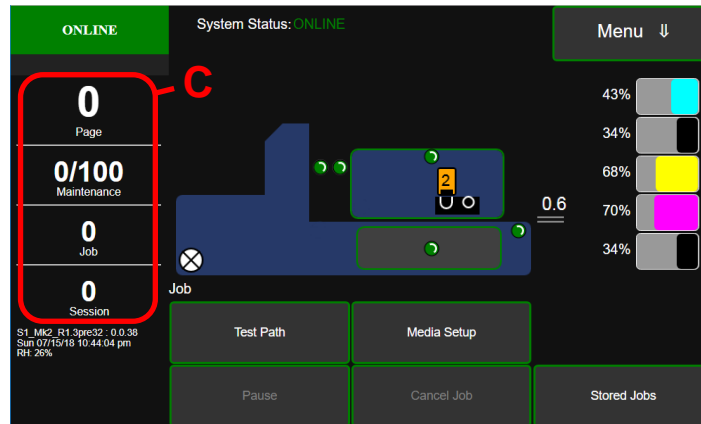 ONLINE
System Status: ONLINE
Menu ⇓
C
0
Page
0/100
Maintenance
0
Job
0
Session
S1_Mk2_R1.3pre32 : 0.0.38
Sun 07/15/18 10:44:04 pm
RH: 26%
2
0.6
43%
34%
68%
70%
34%
Job
Test Path
Media Setup
Pause
Cancel Job
Stored Jobs